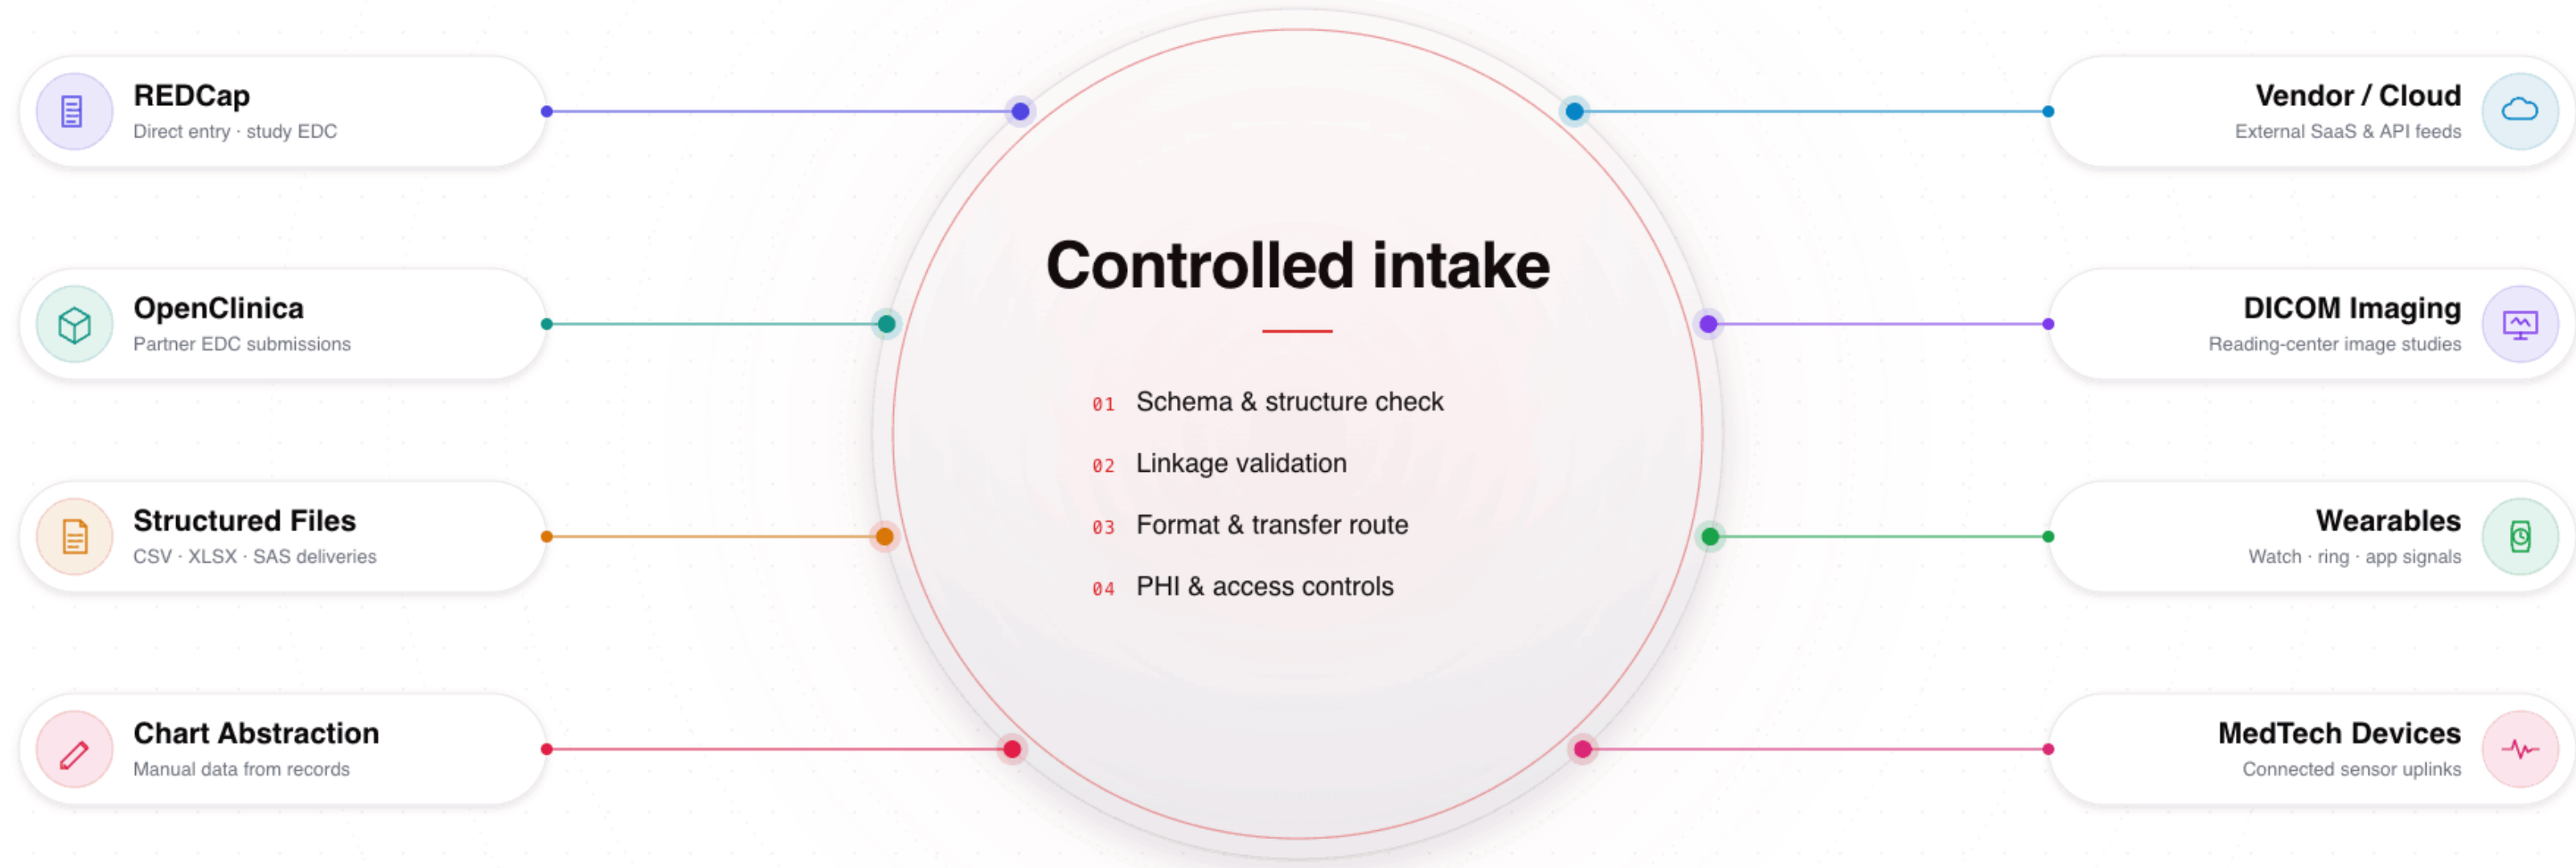 REDCap
Direct entry · study EDC
OpenClinica
Partner EDC submissions
Structured Files
CSV · XLSX · SAS deliveries
Chart Abstraction
Manual data from records
Controlled intake
01 Schema & structure check
02 Linkage validation
03 Format & transfer route
04 PHI & access controls
Vendor / Cloud
External SaaS & API feeds
DICOM Imaging
Reading-center image studies
Wearables
Watch · ring · app signals
MedTech Devices
Connected sensor uplinks